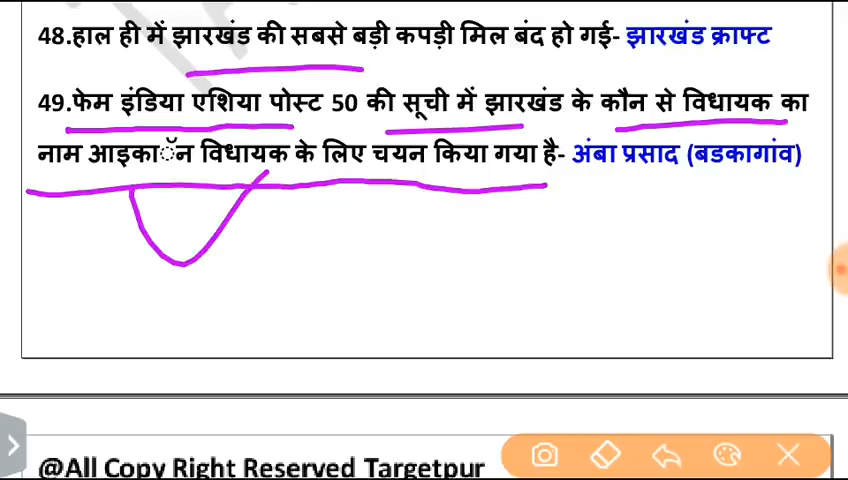 48.हाल ही में झारखंड की सबसे बड़ी कपड़ी मिल बंद हो गई- झारखंड क्राफ्ट
49.फेम इंडिया एशिया पोस्ट 50 की सूची में झारखंड के कौन से विधायक का
नाम आइकाॅन विधायक के लिए चयन किया गया है- अंबा प्रसाद (बडकागांव)
@All Copy Right Reserved Targetpur